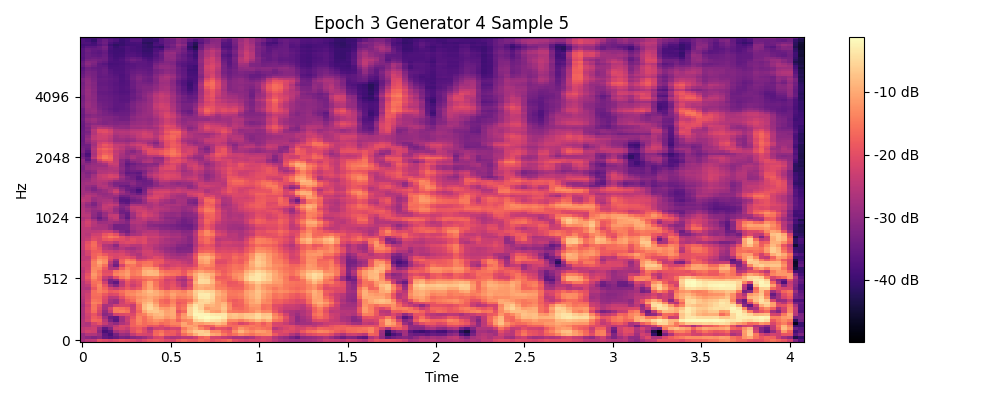 Epoch 3 Generator 4 Sample 5
Hz
4096
2048
1024
512
0
0 0.5 1 1.5 2 2.5 3 3.5 4
Time
-10 dB
-20 dB
-30 dB
-40 dB